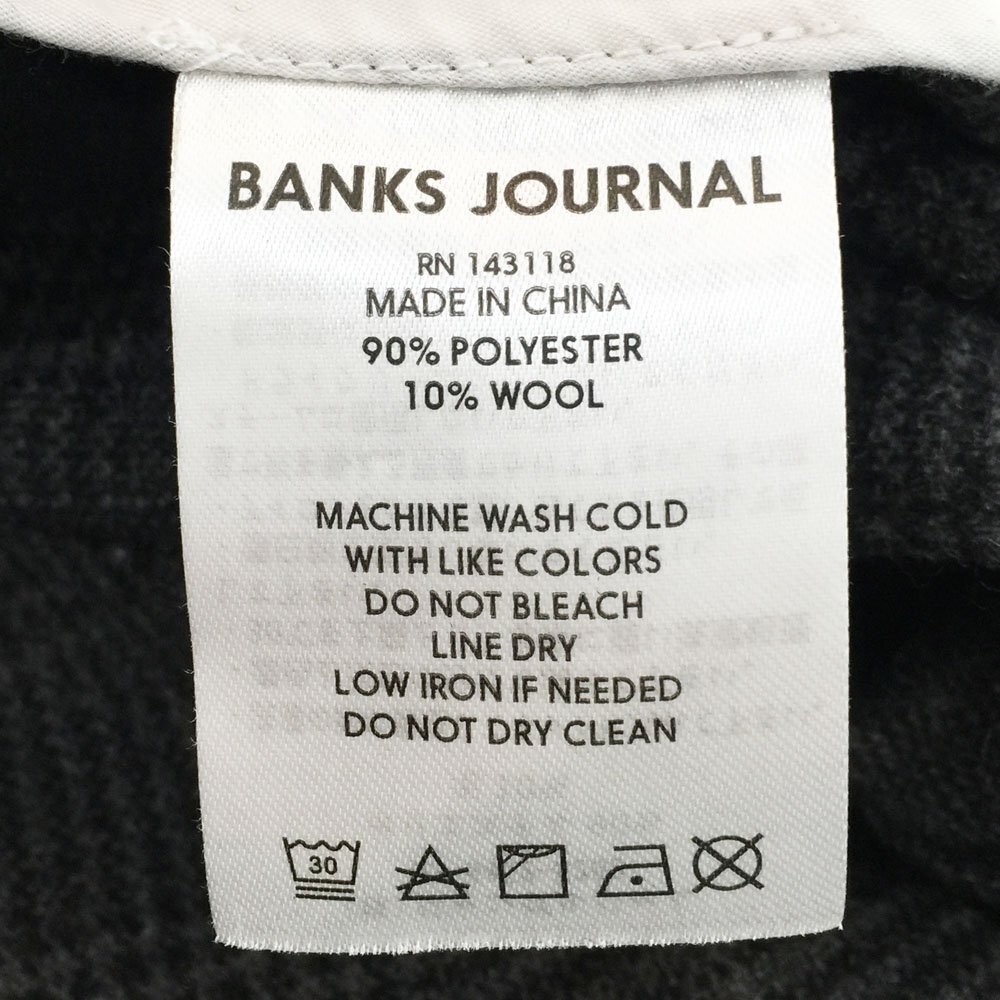 BANKS JOURNAL
RN 143118
MADE IN CHINA
90% POLYESTER
10% WOOL
MACHINE WASH COLD
WITH LIKE COLORS
DO NOT BLEACH
LINE DRY
LOW IRON IF NEEDED
DO NOT DRY CLEAN
30